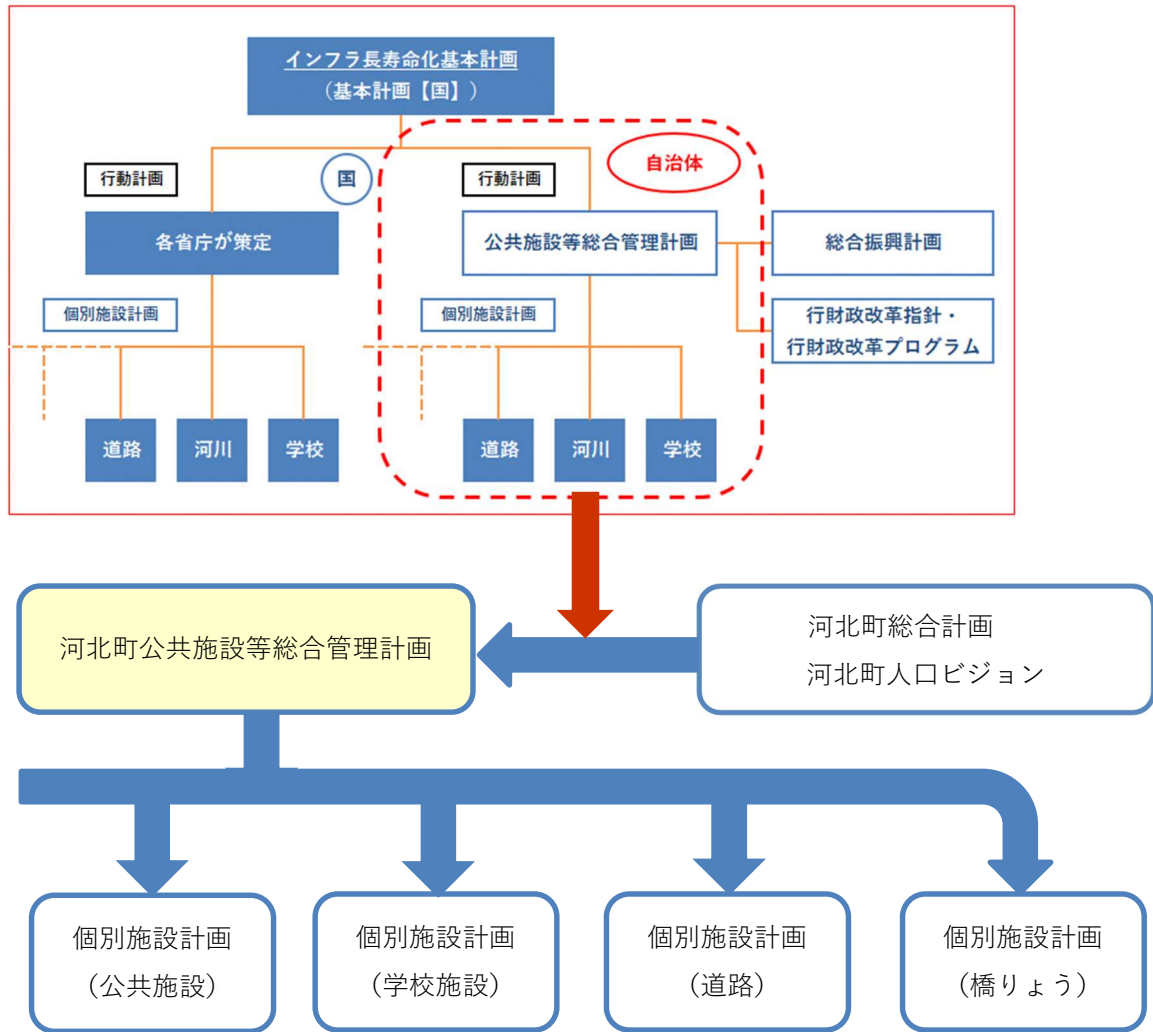 インフラ長寿命化基本計画
（基本計画【国】）
自治体
行動計画
国
行動計画
各省庁が策定
公共施設等総合管理計画
総合振興計画
個別施設計画
個別施設計画
行財政改革指針・
行財政改革プログラム
道路
河川
学校
道路
河川
学校
河北町公共施設等総合管理計画
河北町総合計画
河北町人口ビジョン
個別施設計画
（公共施設）
個別施設計画
（学校施設）
個別施設計画
（道路）
個別施設計画
（橋りょう）